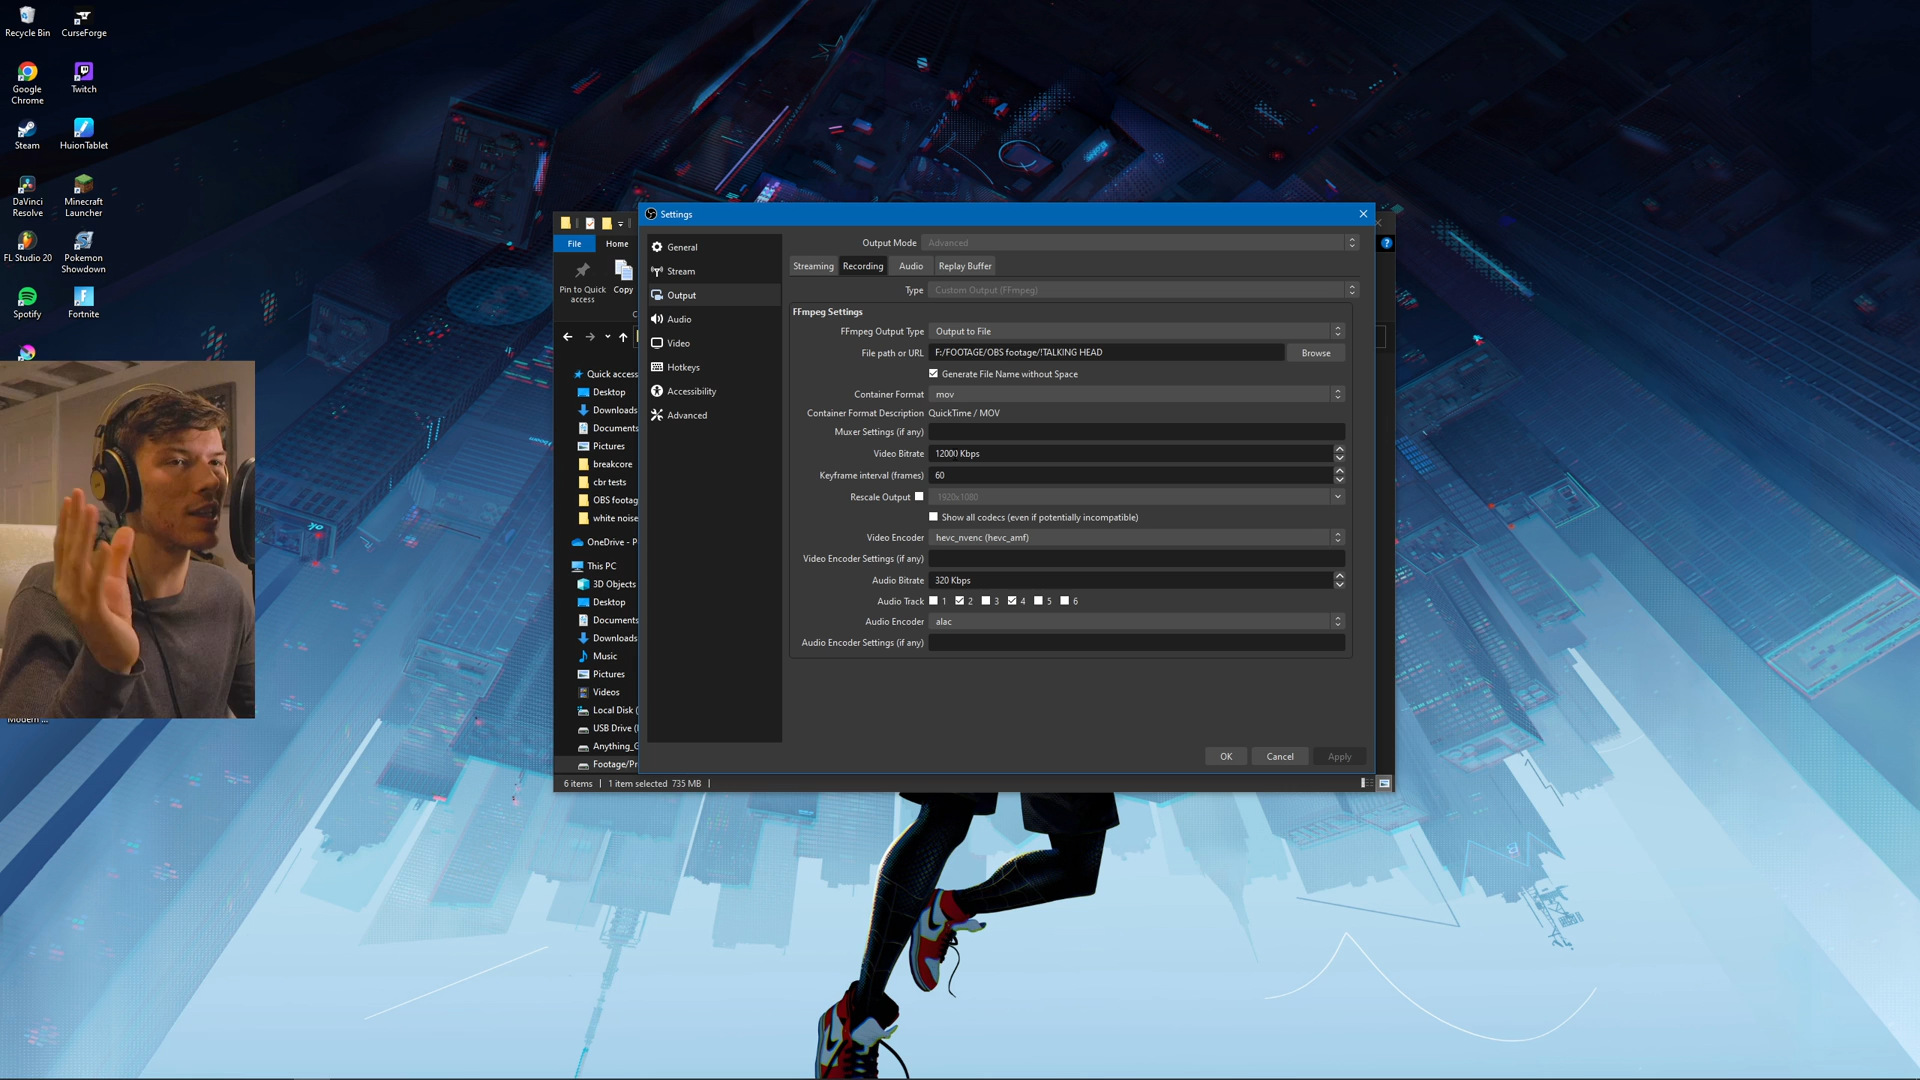 Recycle Bin
CurseForge
Google Chrome
Twitch
Steam
HuionTablet
DaVinci Resolve
Minecraft Launcher
FL Studio 20
Pokemon Showdown
Spotify
Fortnite
Modern ...
File
Home
Pin to Quick access
Copy
Quick access
Desktop
Downloads
Documents
Pictures
breakcore
cbr tests
OBS footag
white noise
OneDrive - P
This PC
3D Objects
Desktop
Documents
Downloads
Music
Pictures
Videos
Local Disk (
USB Drive (
Anything_G
Footage/Pr
6 items
1 item selected 735 MB
Settings
General
Stream
Output
Audio
Video
Hotkeys
Accessibility
Advanced
Output Mode Advanced
Streaming Recording Audio Replay Buffer
Type Custom Output (FFmpeg)
FFmpeg Settings
FFmpeg Output Type Output to File
File path or URL F:/FOOTAGE/OBS footage/!TALKING HEAD Browse
Generate File Name without Space
Container Format mov
Container Format Description QuickTime / MOV
Muxer Settings (if any)
Video Bitrate 12000 Kbps
Keyframe interval (frames) 60
Rescale Output 1920x1080
Show all codecs (even if potentially incompatible)
Video Encoder hevc_nvenc (hevc_amf)
Video Encoder Settings (if any)
Audio Bitrate 320 Kbps
Audio Track 1 2 3 4 5 6
Audio Encoder alac
Audio Encoder Settings (if any)
OK Cancel Apply